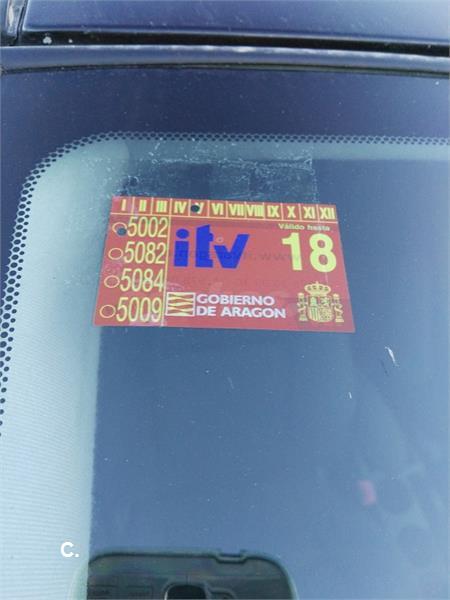 I II III IV V VI VII VIII IX X XI XII
5002
5082
5084
5009
itv
Válido hasta
18
GOBIERNO
DE ARAGON
C.